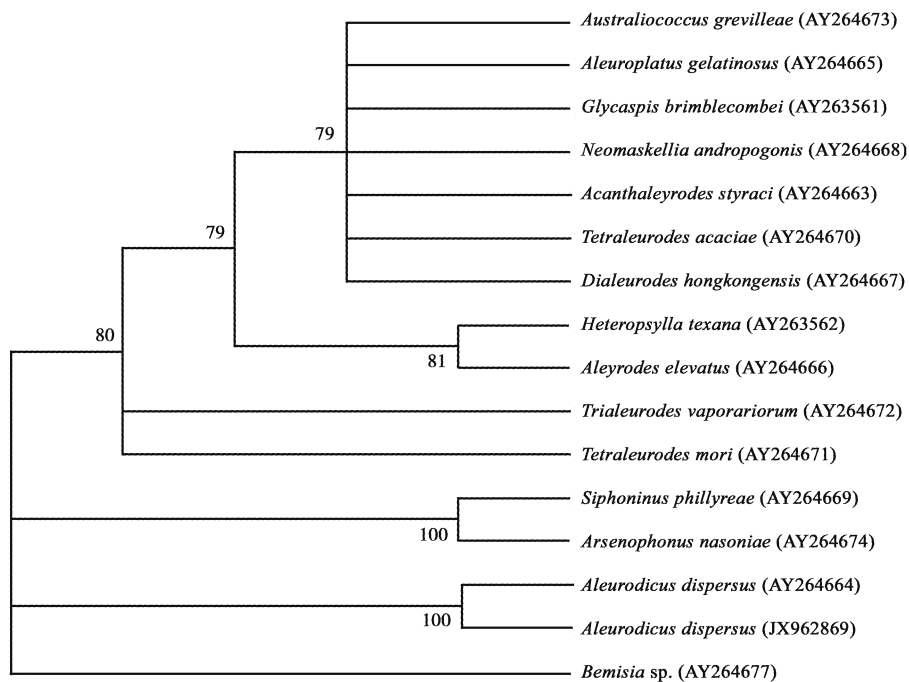 Australiococcus grevilleae (AY264673)
Aleuroplatus gelatinosus (AY264665)
Glycaspis brimblecombei (AY263561)
79
Neomaskellia andropogonis (AY264668)
Acanthaleyrodes styraci (AY264663)
79
Tetraleurodes acaciae (AY264670)
Dialeurodes hongkongensis (AY264667)
Heteropsylla texana (AY263562)
80
81
Aleyrodes elevatus (AY264666)
Trialeurodes vaporariorum (AY264672)
Tetraleurodes mori (AY264671)
Siphoninus phillyreae (AY264669)
100
Arsenophonus nasoniae (AY264674)
Aleurodicus dispersus (AY264664)
100
Aleurodicus dispersus (JX962869)
Bemisia sp. (AY264677)